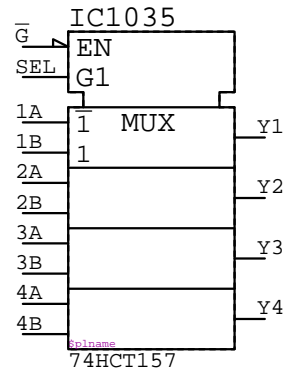 IC1035
G̅ EN
SEL G1
1A 1̅ MUX Y1
1B 1
2A Y2
2B
3A Y3
3B
4A Y4
4B
$plname
74HCT157